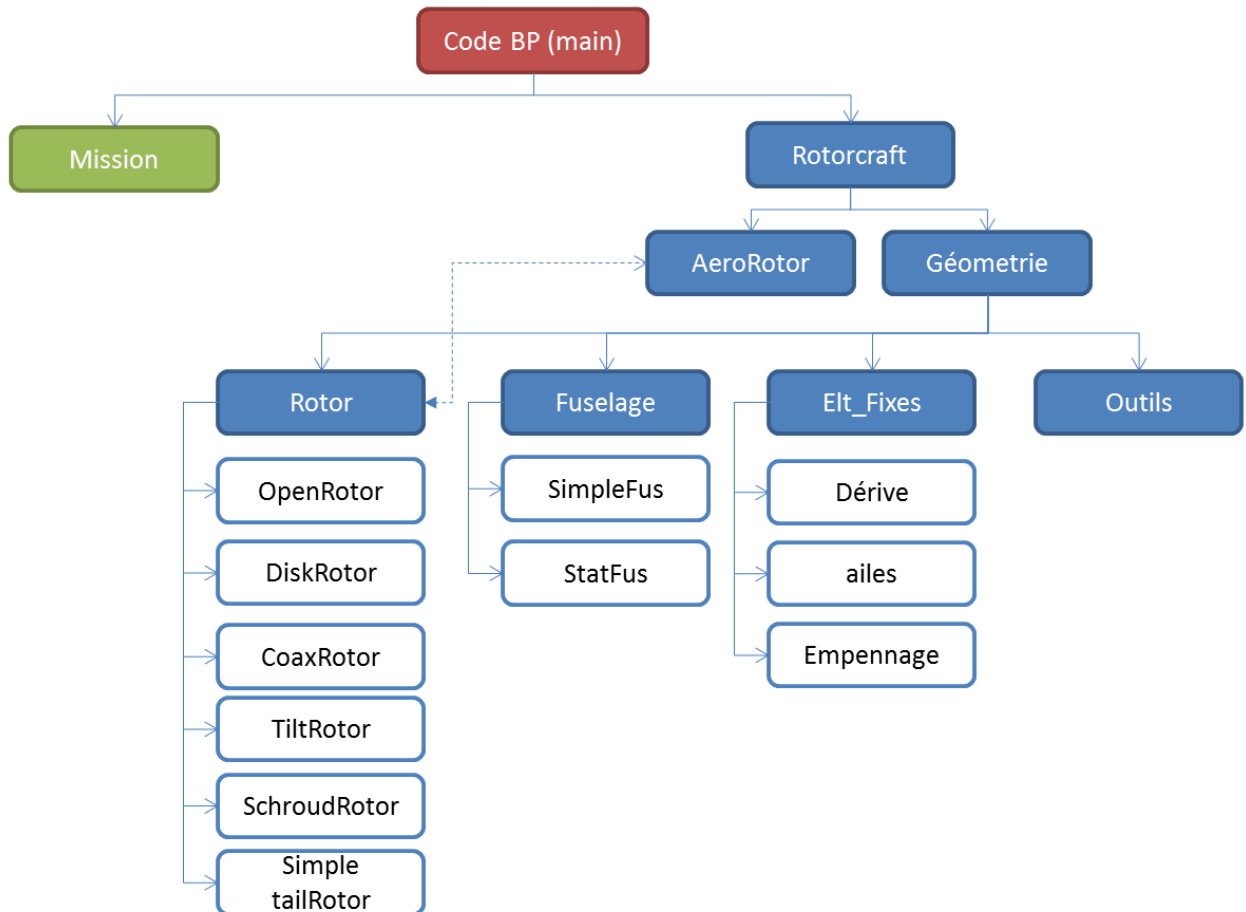 Code BP (main)
Mission
Rotorcraft
AeroRotor
Géometrie
Rotor
Fuselage
Elt_Fixes
Outils
OpenRotor
SimpleFus
Dérive
DiskRotor
StatFus
ailes
CoaxRotor
Empennage
TiltRotor
SchroudRotor
Simple
tailRotor